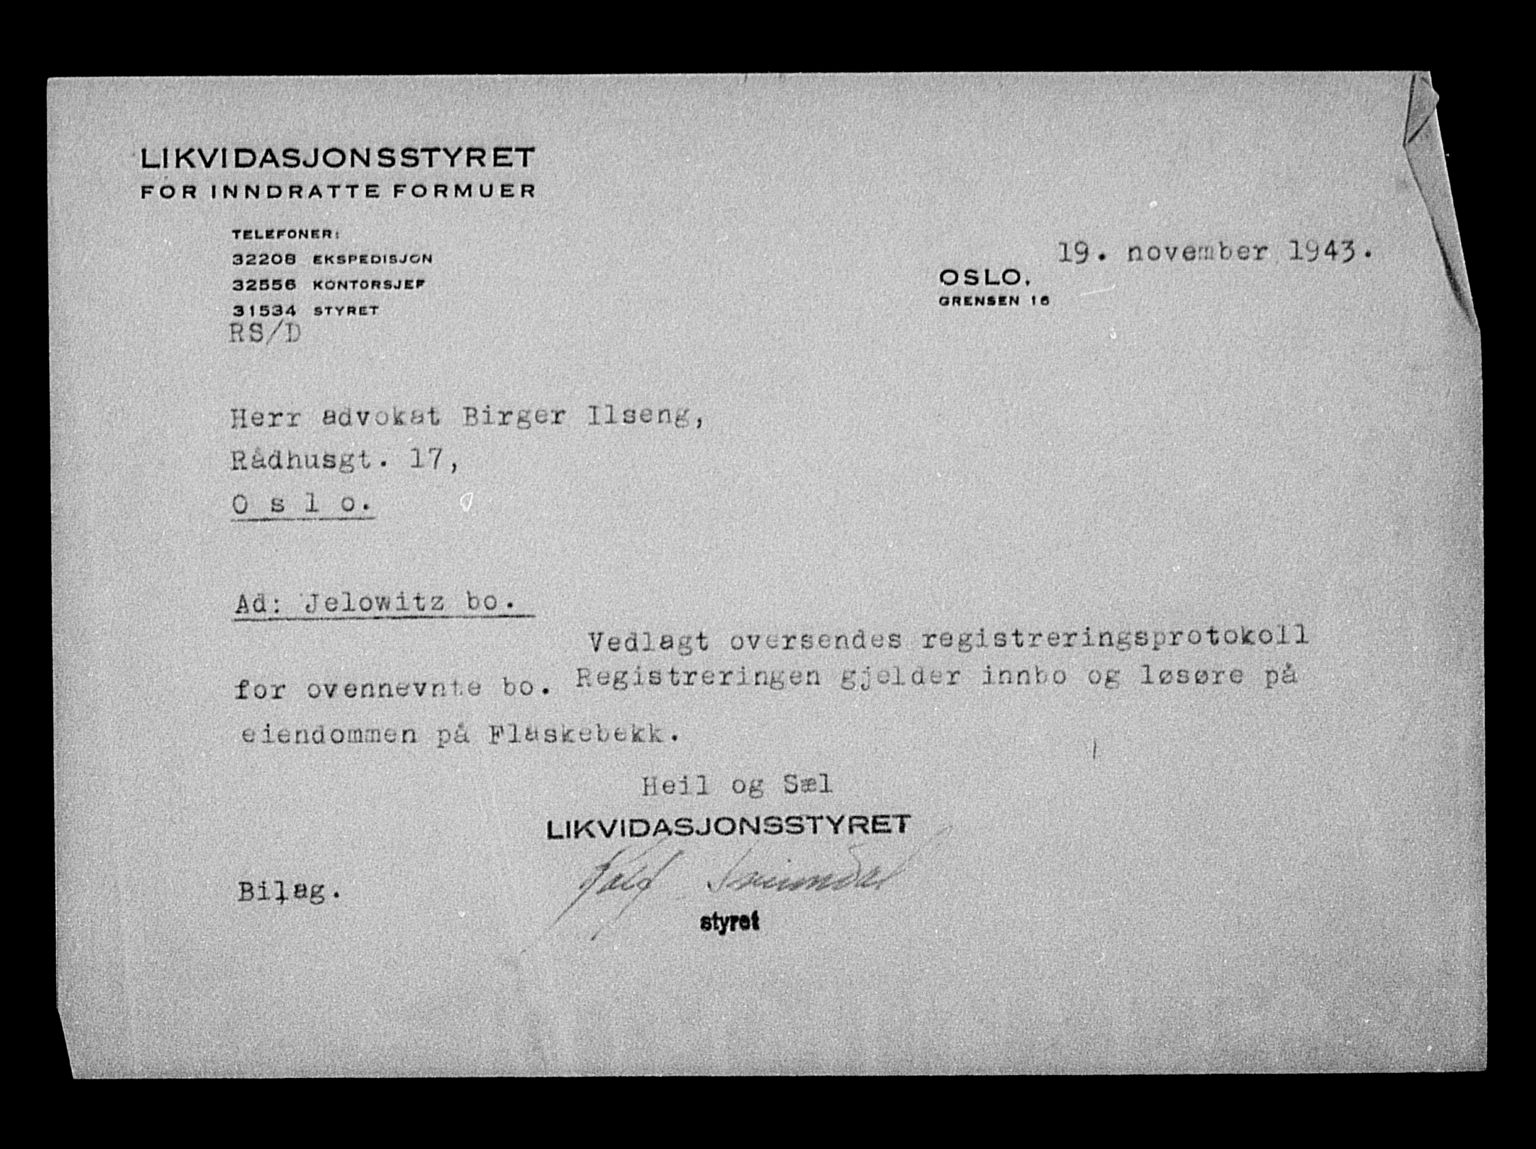 LIKVIDASJONSSTYRET
FOR INNDRATTE FORMUER
TELEFONER:
32208 EKSPEDISJON
32556 KONTORSJEF
31534 STYRET
RS/D
19. november 1943.
OSLO,
GRENSEN 16
Herr advokat Birger Ilseng,
Rådhusgt. 17,
O s l o.
Ad: Jelowitz bo.
Vedlagt oversendes registreringsprotokoll
for ovennevnte bo. Registreringen gjelder innbo og løsøre på
eiendommen på Flaskebekk.
Heil og Sæl
LIKVIDASJONSSTYRET
Rolf
styret
Bilag.